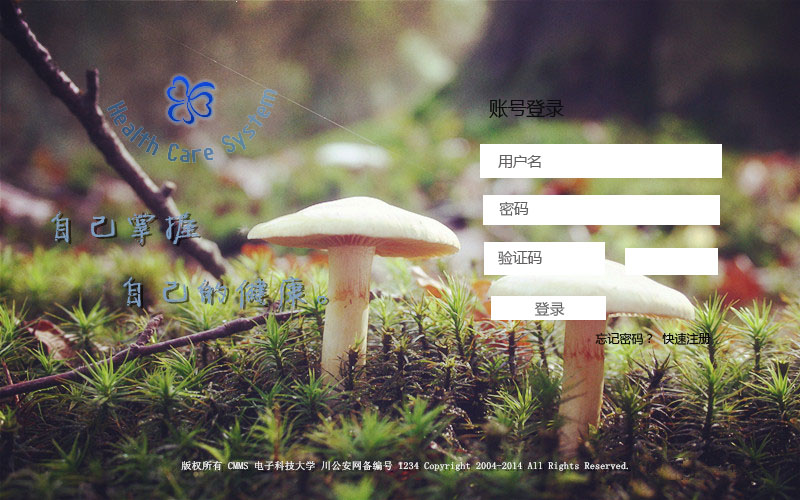 Health Care System
自己掌握
自己的健康。
账号登录
用户名
密码
验证码
登录
忘记密码？ 快速注册
版权所有 CMMS 电子科技大学 川公安网备编号 1234 Copyright 2004-2014 All Rights Reserved.